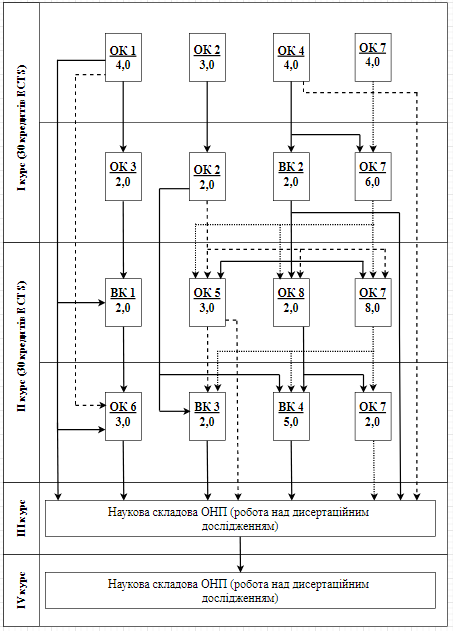 I курс (30 кредитів ECTS)
ОК 1
4,0
ОК 2
3,0
ОК 4
4,0
ОК 7
4,0
ОК 3
2,0
ОК 2
2,0
ВК 2
2,0
ОК 7
6,0
II курс (30 кредитів ECTS)
ВК 1
2,0
ОК 5
3,0
ОК 8
2,0
ОК 7
8,0
ОК 6
3,0
ВК 3
2,0
ВК 4
5,0
ОК 7
2,0
III курс
Наукова складова ОНП (робота над дисертаційним
дослідженням)
IV курс
Наукова складова ОНП (робота над дисертаційним
дослідженням)